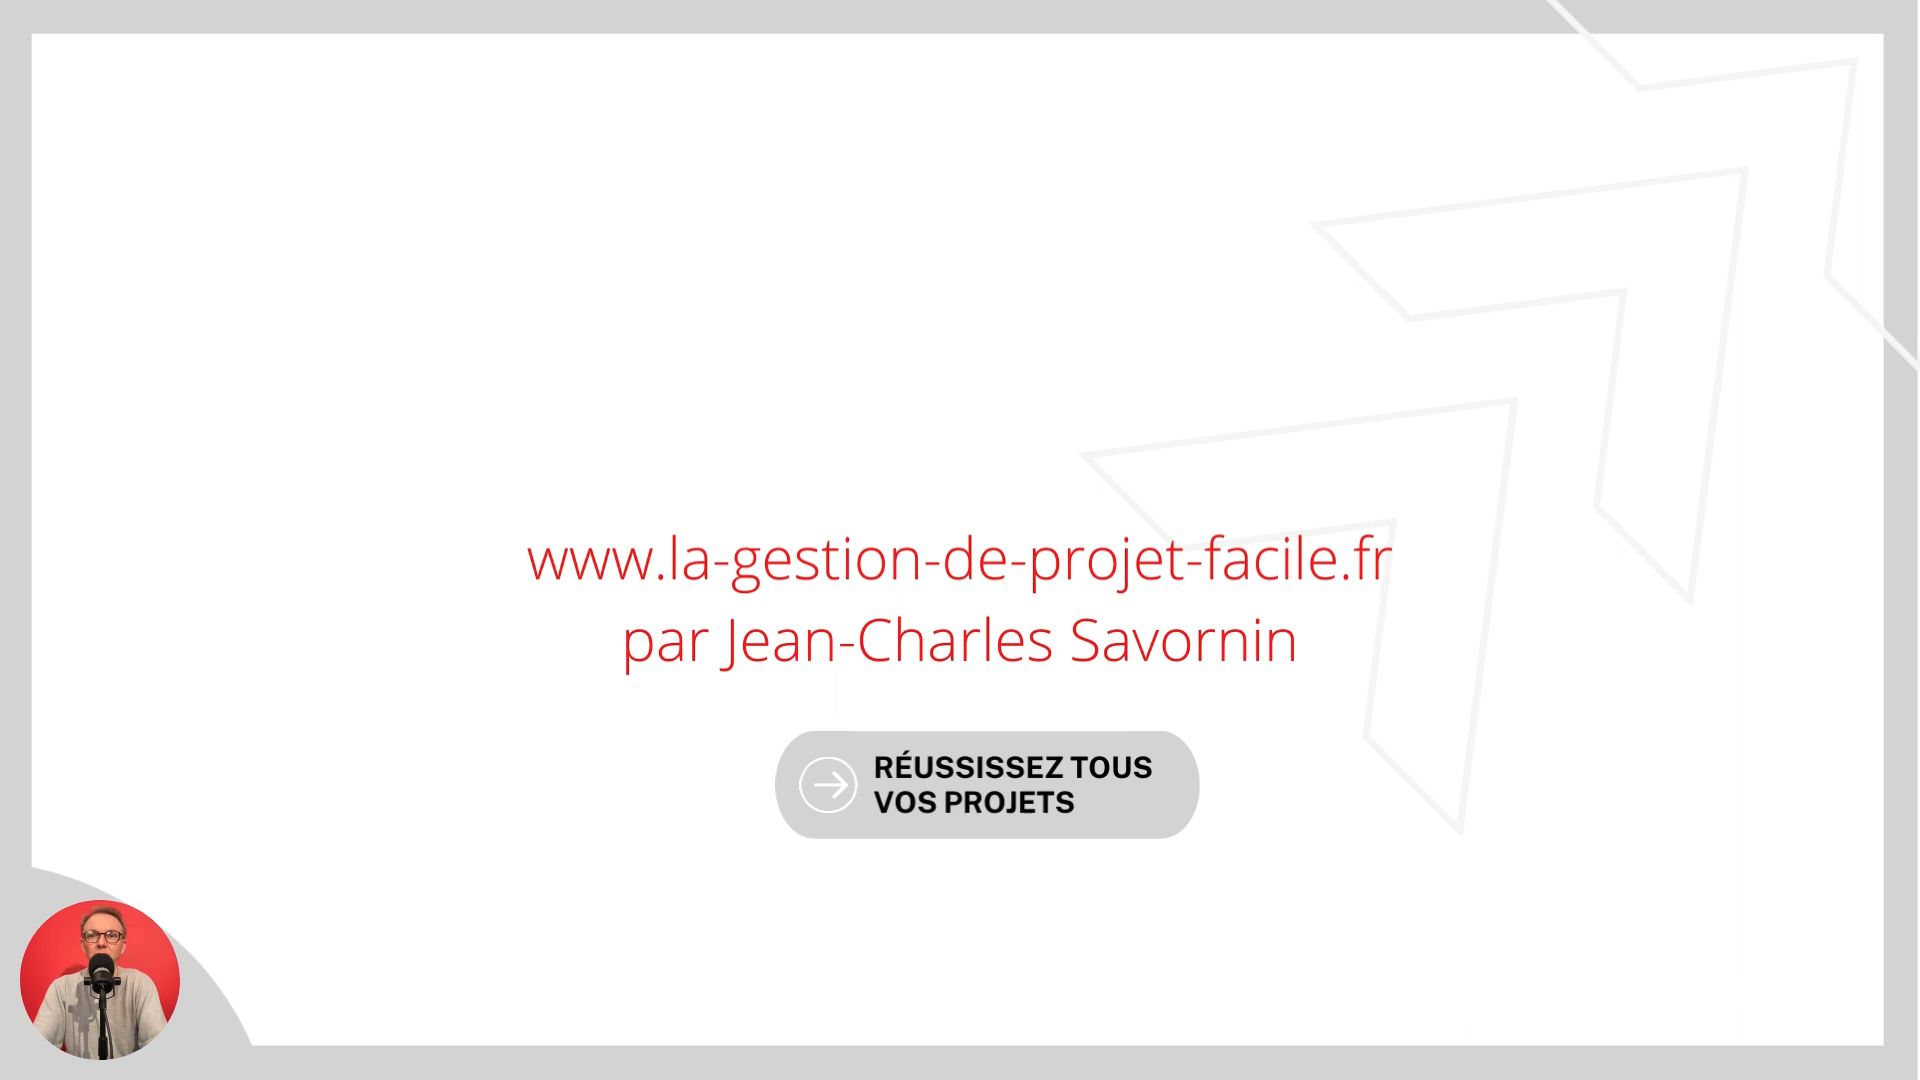 www.la-gestion-de-projet-facile.fr
par Jean-Charles Savornin
RÉUSSISSEZ TOUS
VOS PROJETS